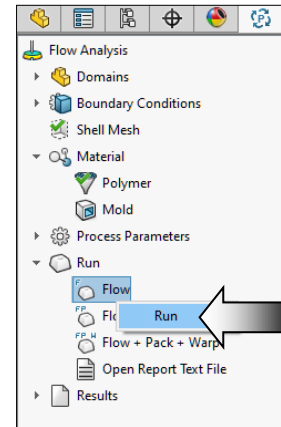 Flow Analysis
Domains
Boundary Conditions
Shell Mesh
Material
Polymer
Mold
Process Parameters
Run
Flow
Run
Flow + Pack + Warp
Open Report Text File
Results